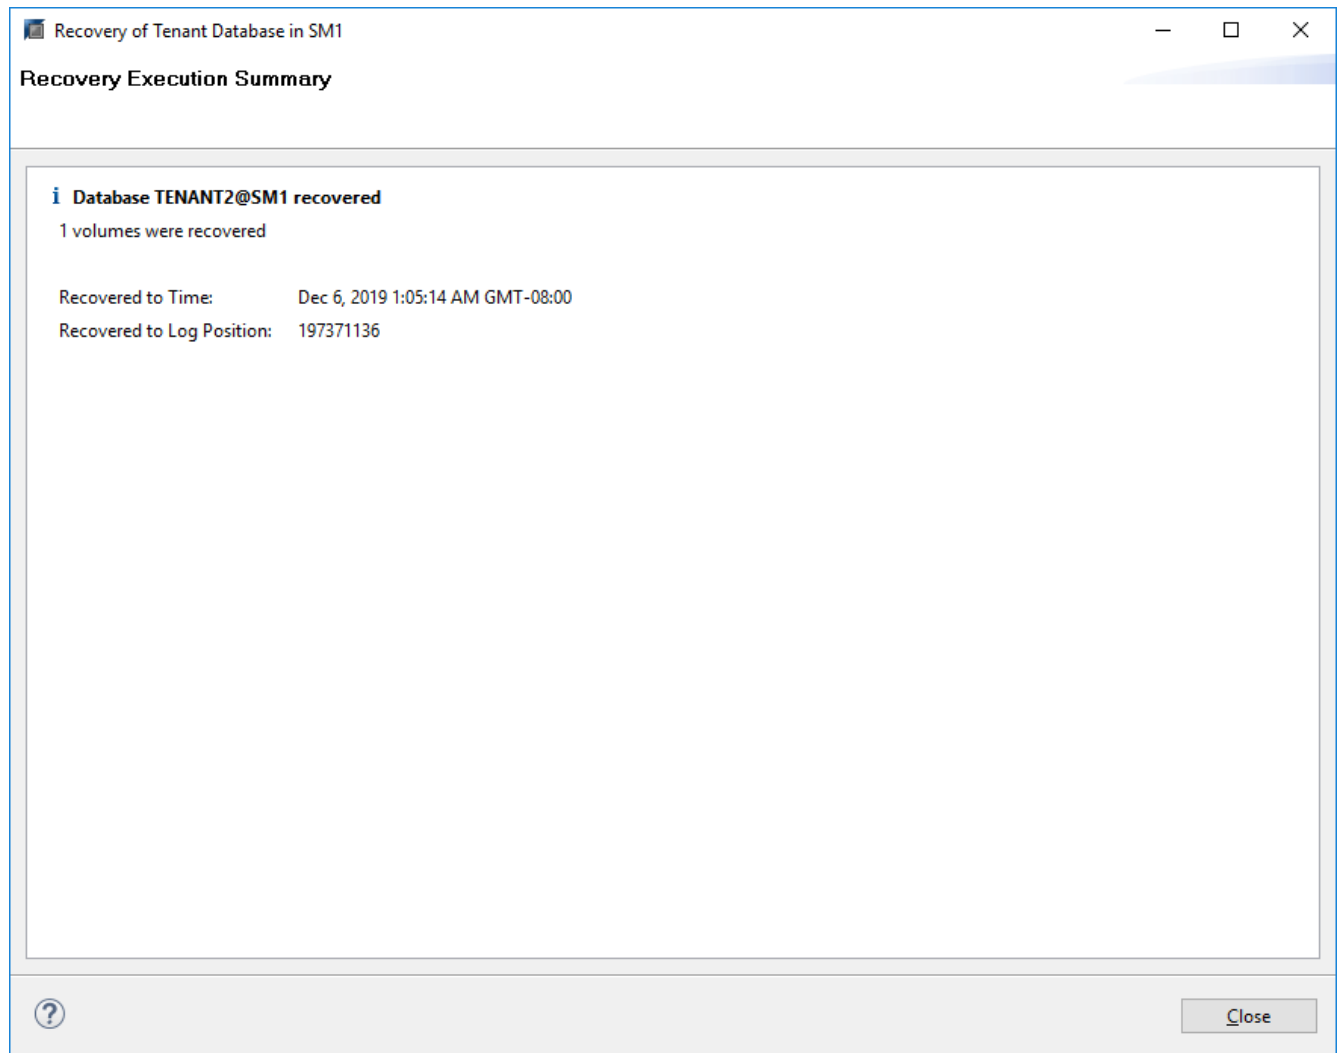 Recovery of Tenant Database in SM1
Recovery Execution Summary
i Database TENANT2@SM1 recovered
1 volumes were recovered
Recovered to Time: Dec 6, 2019 1:05:14 AM GMT-08:00
Recovered to Log Position: 197371136
?
Close